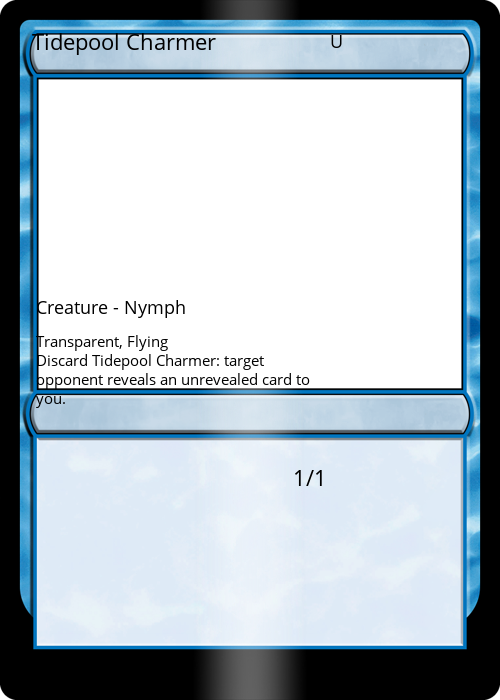 Tidepool Charmer U
Creature - Nymph
Transparent, Flying
Discard Tidepool Charmer: target
opponent reveals an unrevealed card to
you.
1/1